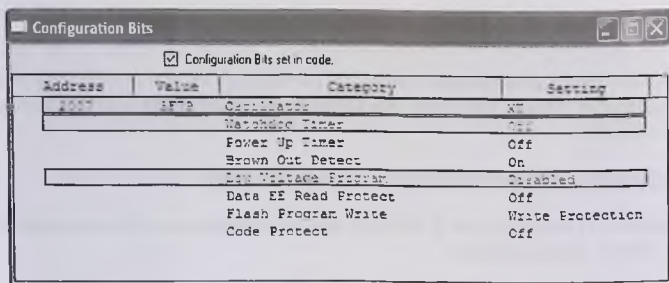 Configuration Bits
Configuration Bits set in code.
Address Value Category Setting
2007 Oscillator XT
Watchdog Timer Off
Power Up Timer Off
Brown Out Detect On
Low Voltage Program Disabled
Data EE Read Protect Off
Flash Program Write Write Protection
Code Protect Off